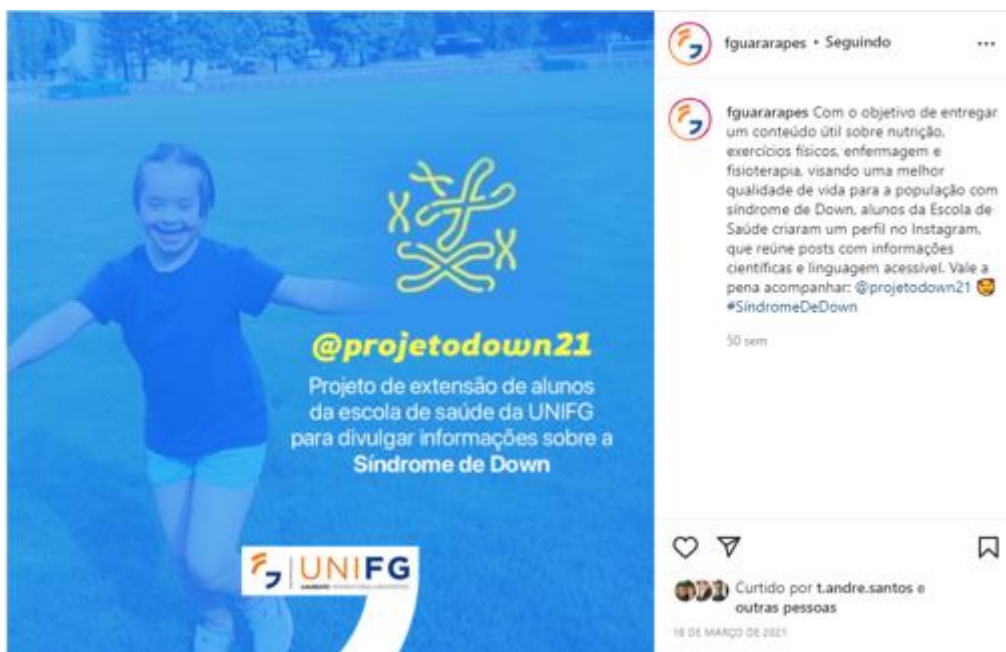 @projetodown21
Projeto de extensão de alunos
da escola de saúde da UNIFG
para divulgar informações sobre a
Síndrome de Down
UNIFG
fguararapes • Seguindo
fguararapes Com o objetivo de entregar
um conteúdo útil sobre nutrição,
exercícios físicos, enfermagem e
fisioterapia, visando uma melhor
qualidade de vida para a população com
síndrome de Down, alunos da Escola de
Saúde criaram um perfil no Instagram,
que reúne posts com informações
científicas e linguagem acessível. Vale a
pena acompanhar: @projetodown21 🥰
#SíndromeDeDown
50 sem
Curtido por t.andre.santos e
outras pessoas
18 DE MARÇO DE 2021